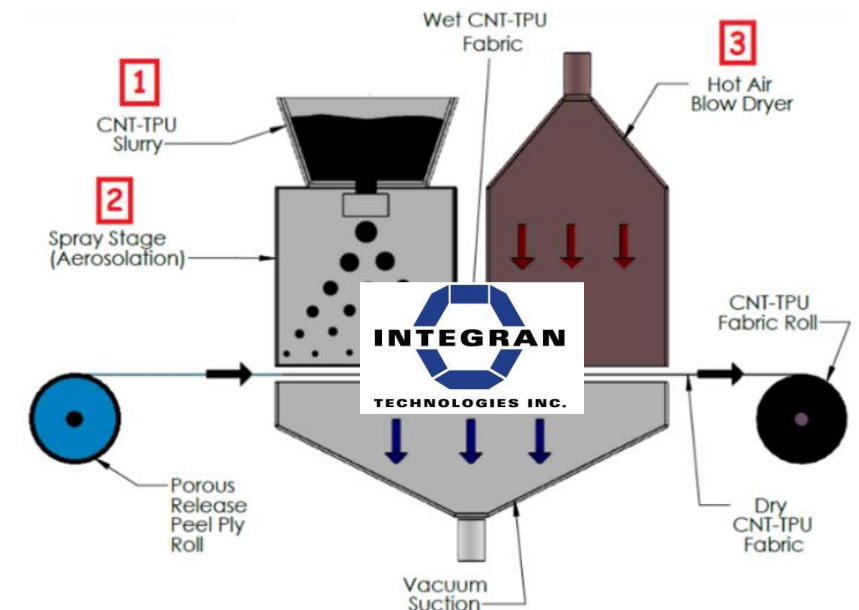 Wet CNT-TPU
Fabric
3
Hot Air
Blow Dryer
1
CNT-TPU
Slurry
2
Spray Stage
(Aerosolation)
INTEGRAN
TECHNOLOGIES INC.
CNT-TPU
Fabric Roll
Porous
Release
Peel Ply
Roll
Dry
CNT-TPU
Fabric
Vacuum
Suction